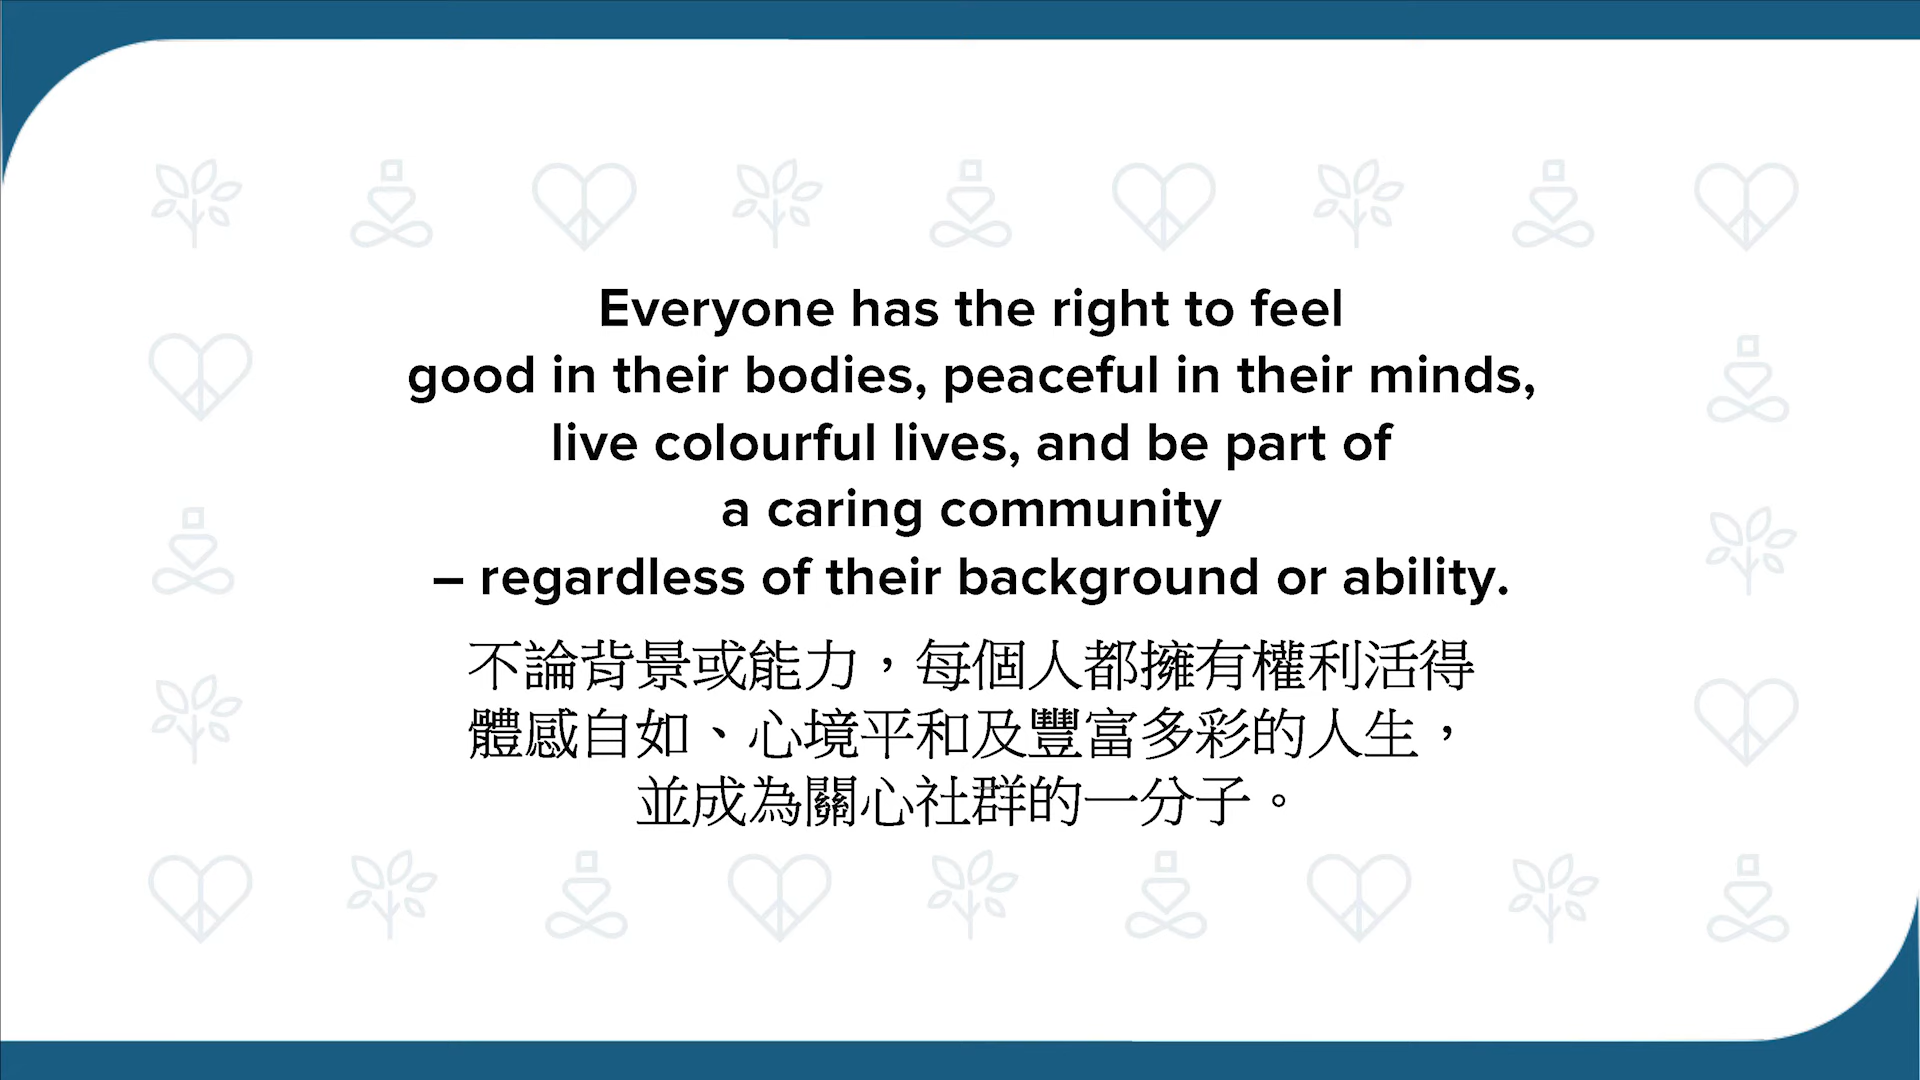 Everyone has the right to feel
good in their bodies, peaceful in their minds,
live colourful lives, and be part of
a caring community
– regardless of their background or ability.
不論背景或能力，每個人都擁有權利活得
體感自如、心境平和及豐富多彩的人生，
並成為關心社群的一分子。